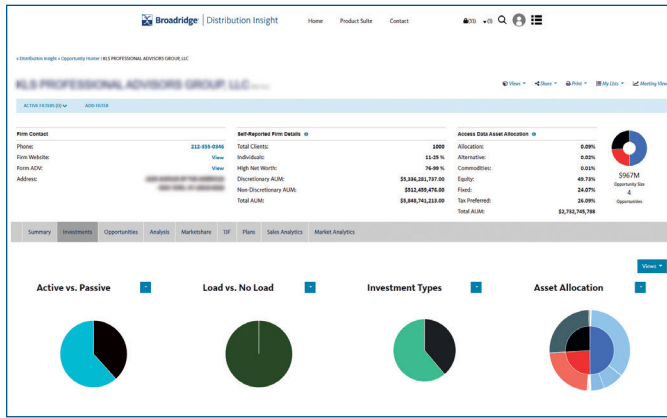 Broadridge | Distribution Insight
Home Product Suite Contact
« Distribution Insight « Opportunity Hunter | KLS PROFESSIONAL ADVISORS GROUP, LLC
KLS PROFESSIONAL ADVISORS GROUP, LLC
Views Share Print My Lists Meeting View
ACTIVE FILTERS (0) ADD FILTER
Firm Contact
Phone: 212-355-0346
Firm Website: View
Form ADV: View
Address:
Self-Reported Firm Details
Total Clients: 1000
Individuals: 11-25 %
High Net Worth: 76-99 %
Discretionary AUM: $5,336,281,737.00
Non-Discretionary AUM: $512,459,476.00
Total AUM: $5,848,741,213.00
Access Data Asset Allocation
Allocation: 0.09%
Alternative: 0.02%
Commodities: 0.01%
Equity: 49.73%
Fixed: 24.07%
Tax Preferred: 26.09%
Total AUM: $2,732,745,788
$967M
Opportunity Size
4
Opportunities
Summary Investments Opportunities Analysis Marketshare 13F Plans Sales Analytics Market Analytics
Views
Active vs. Passive
Load vs. No Load
Investment Types
Asset Allocation